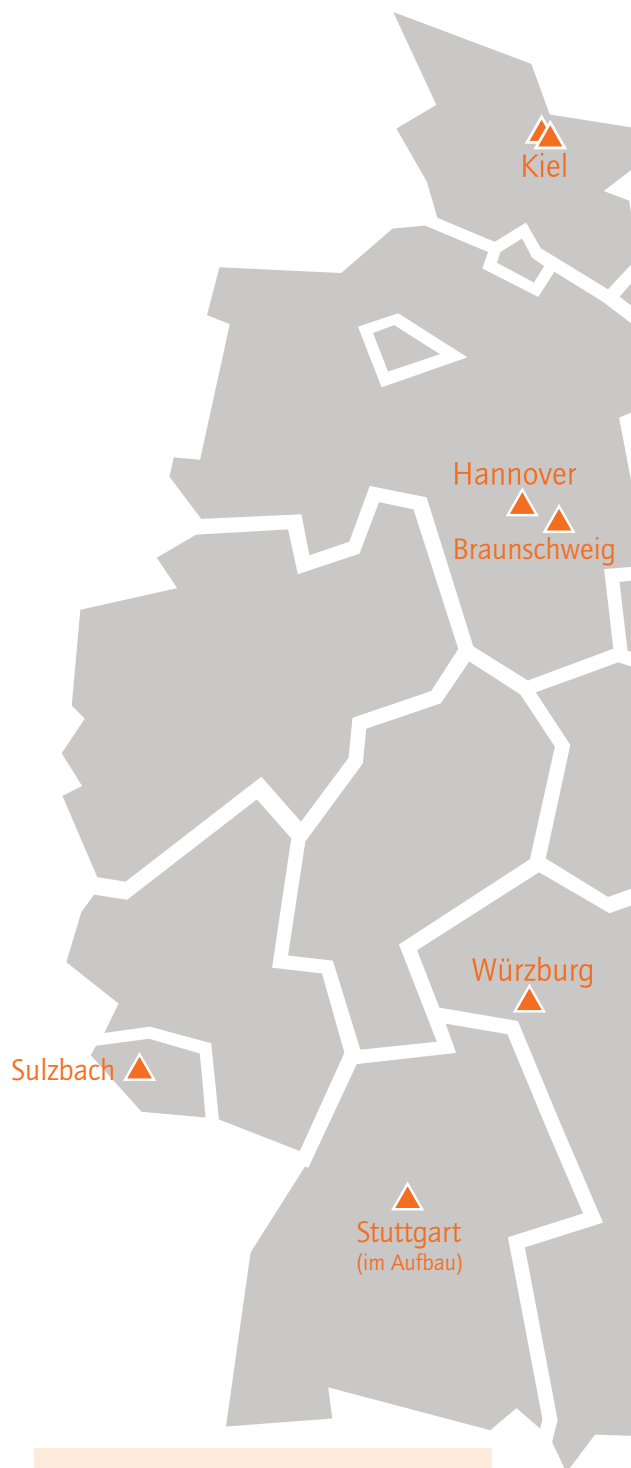 Kiel
Hannover
Braunschweig
Würzburg
Sulzbach
Stuttgart
(im Aufbau)